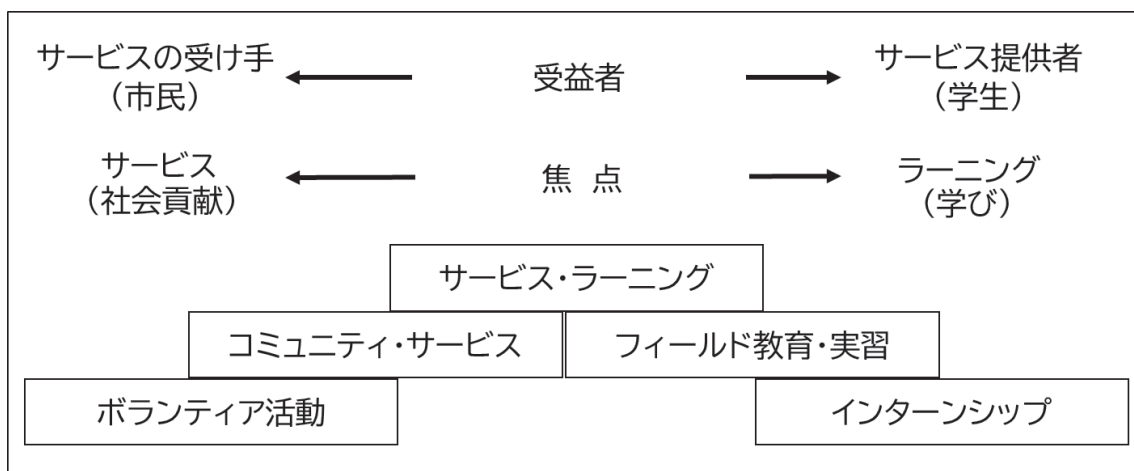 サービスの受け手
(市民)
受益者
サービス提供者
(学生)
サービス
(社会貢献)
焦 点
ラーニング
(学び)
サービス・ラーニング
コミュニティ・サービス
フィールド教育・実習
ボランティア活動
インターンシップ